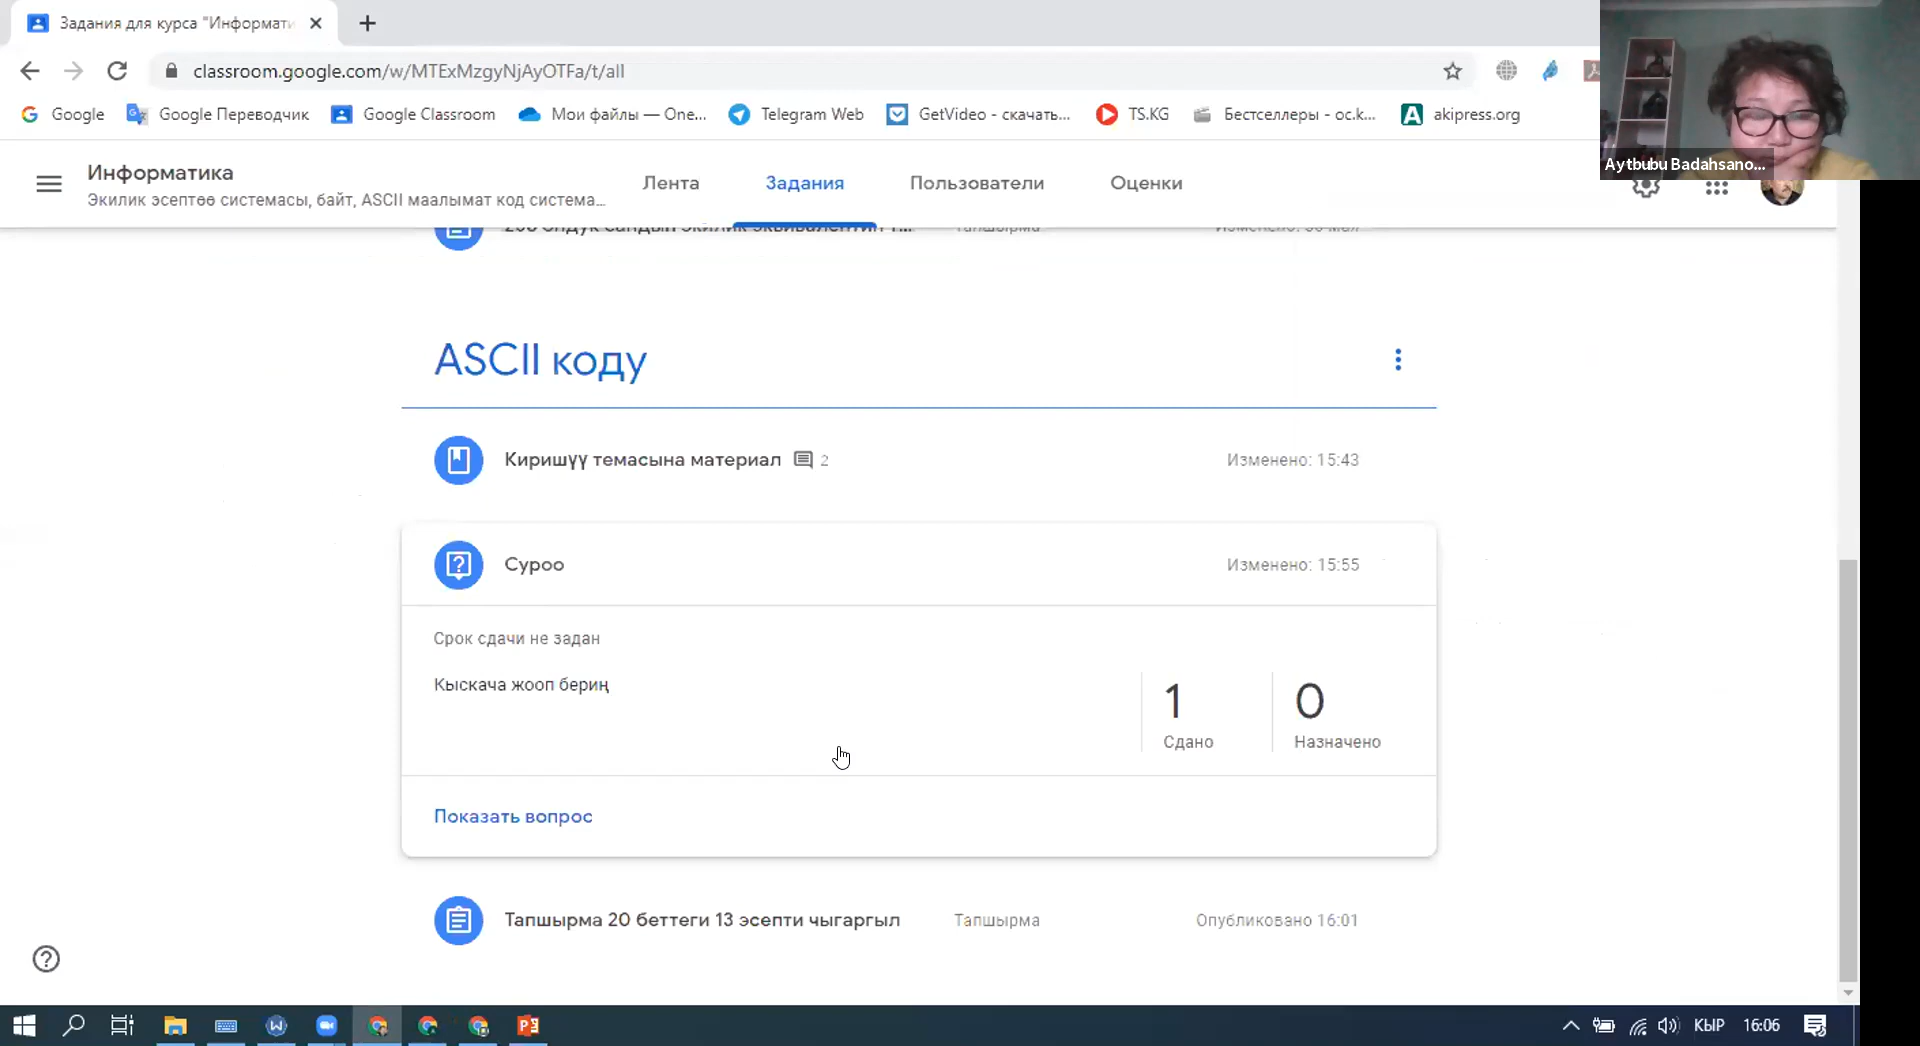 Задания для курса "Информати
classroom.google.com/w/MTExMzgyNjAyOTFa/t/all
Google
Google Переводчик
Google Classroom
Мои файлы — One...
Telegram Web
GetVideo - скачать...
TS.KG
Бестселлеры - oc.k...
akipress.org
Aytbubu Badahsano...
Информатика
Экилик эсептөө системасы, байт, ASCII маалымат код система...
Лента
Задания
Пользователи
Оценки
ASCII коду
Киришүү темасына материал 2
Изменено: 15:43
Суроо
Изменено: 15:55
Срок сдачи не задан
Кыскача жооп бериң
1
Сдано
0
Назначено
Показать вопрос
Тапшырма 20 беттеги 13 эсепти чыгаргыл
Тапшырма
Опубликовано 16:01
КЫР
16:06